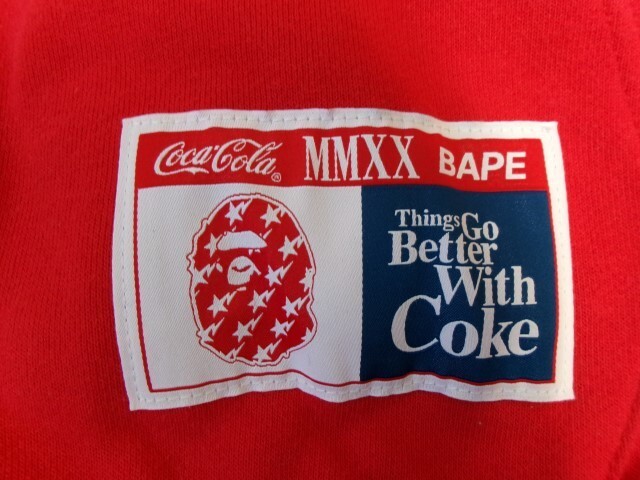 Coca-Cola® MMXX BAPE
Things Go
Better
With
Coke